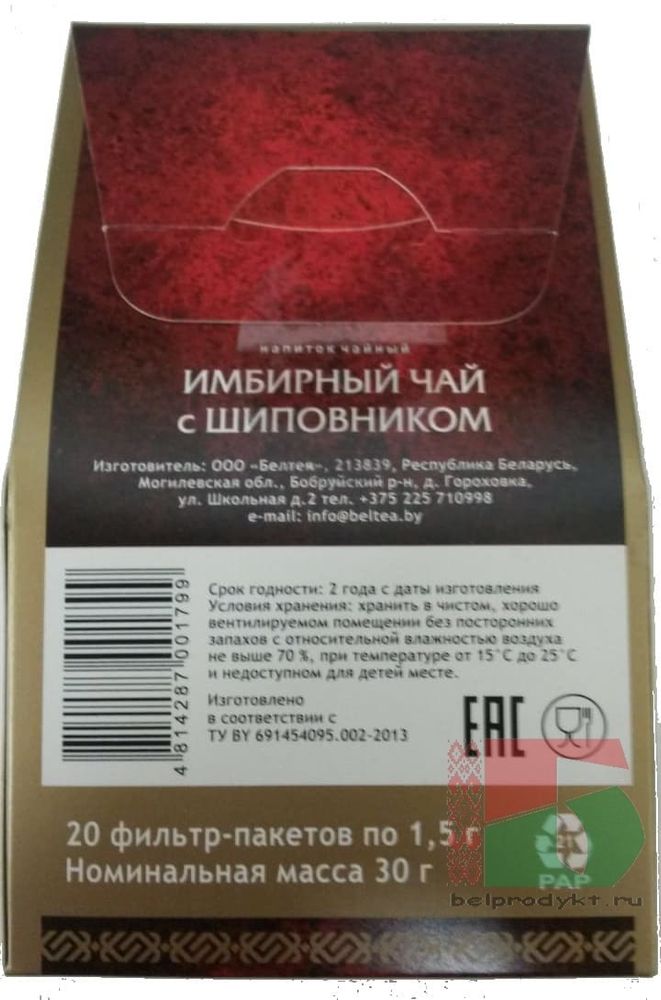 напиток чайный
ИМБИРНЫЙ ЧАЙ
с ШИПОВНИКОМ
Изготовитель: ООО «Белтея», 213839, Республика Беларусь,
Могилевская обл., Бобруйский р-н, д. Гороховка,
ул. Школьная д.2 тел. +375 225 710998
e-mail: info@beltea.by
Срок годности: 2 года с даты изготовления
Условия хранения: хранить в чистом, хорошо
вентилируемом помещении без посторонних
запахов с относительной влажностью воздуха
не выше 70 %, при температуре от 15°С до 25°С
и недоступном для детей месте.
Изготовлено
в соответствии с
ТУ BY 691454095.002-2013
4 814287 001799
ЕАС
20 фильтр-пакетов по 1,5 г
Номинальная масса 30 г
21
PAP
belprodykt.ru